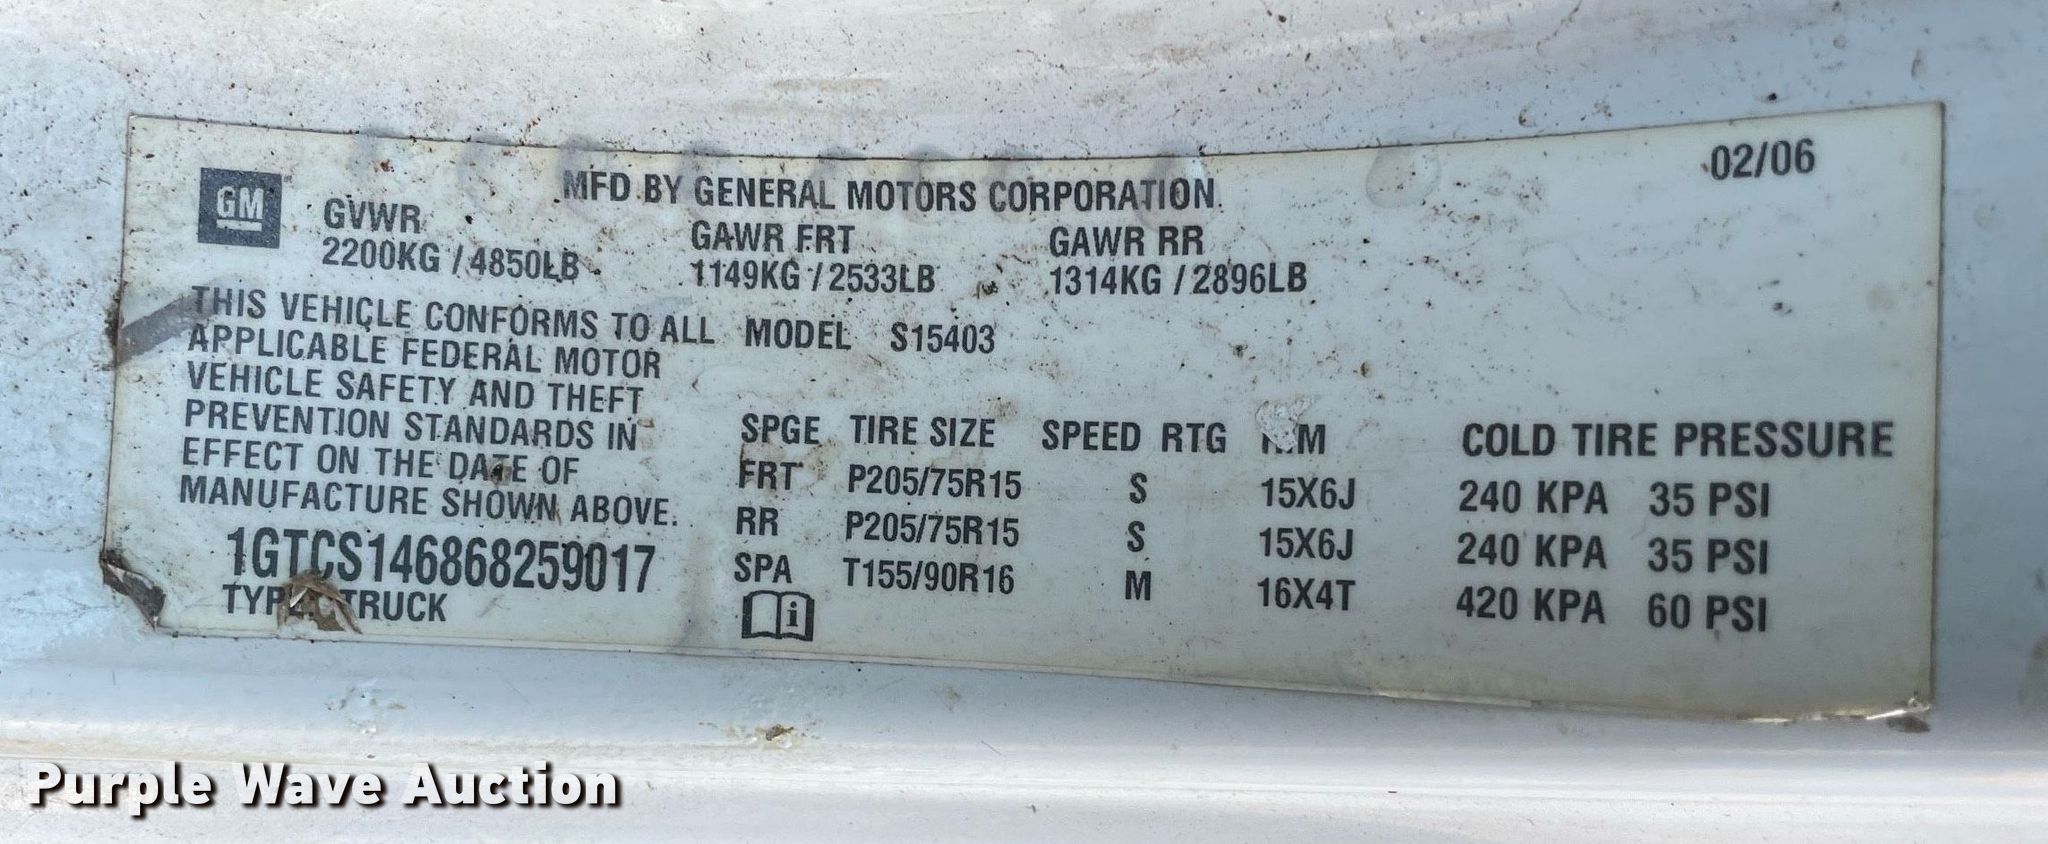 02/06
GM
MFD BY GENERAL MOTORS CORPORATION
GVWR GAWR FRT GAWR RR
2200KG / 4850LB 1149KG / 2533LB 1314KG / 2896LB
THIS VEHICLE CONFORMS TO ALL MODEL S15403
APPLICABLE FEDERAL MOTOR
VEHICLE SAFETY AND THEFT
PREVENTION STANDARDS IN
EFFECT ON THE DATE OF
MANUFACTURE SHOWN ABOVE.
1GTCS146868259017
TRUCK
SPGE TIRE SIZE SPEED RTG COLD TIRE PRESSURE
FRT P205/75R15 S 15X6J 240 KPA 35 PSI
RR P205/75R15 S 15X6J 240 KPA 35 PSI
SPA T155/90R16 M 16X4T 420 KPA 60 PSI
i
Purple Wave Auction